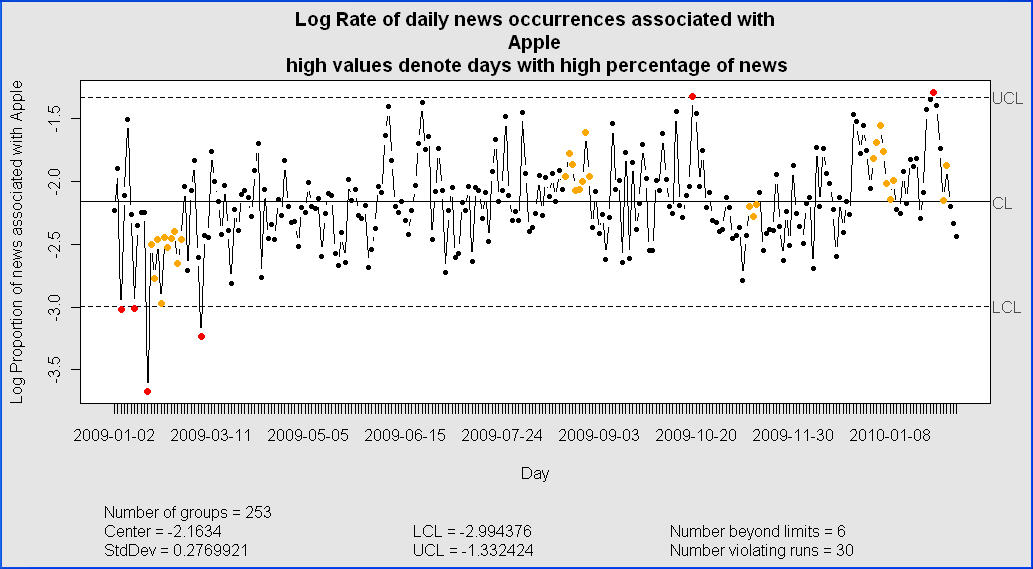 Log Rate of daily news occurrences associated with
Apple
high values denote days with high percentage of news
Log Proportion of news associated with Apple
-1.5
-2.0
-2.5
-3.0
-3.5
UCL
CL
LCL
2009-01-02 2009-03-11 2009-05-05 2009-06-15 2009-07-24 2009-09-03 2009-10-20 2009-11-30 2010-01-08
Day
Number of groups = 253
Center = -2.1634 LCL = -2.994376 Number beyond limits = 6
StdDev = 0.2769921 UCL = -1.332424 Number violating runs = 30